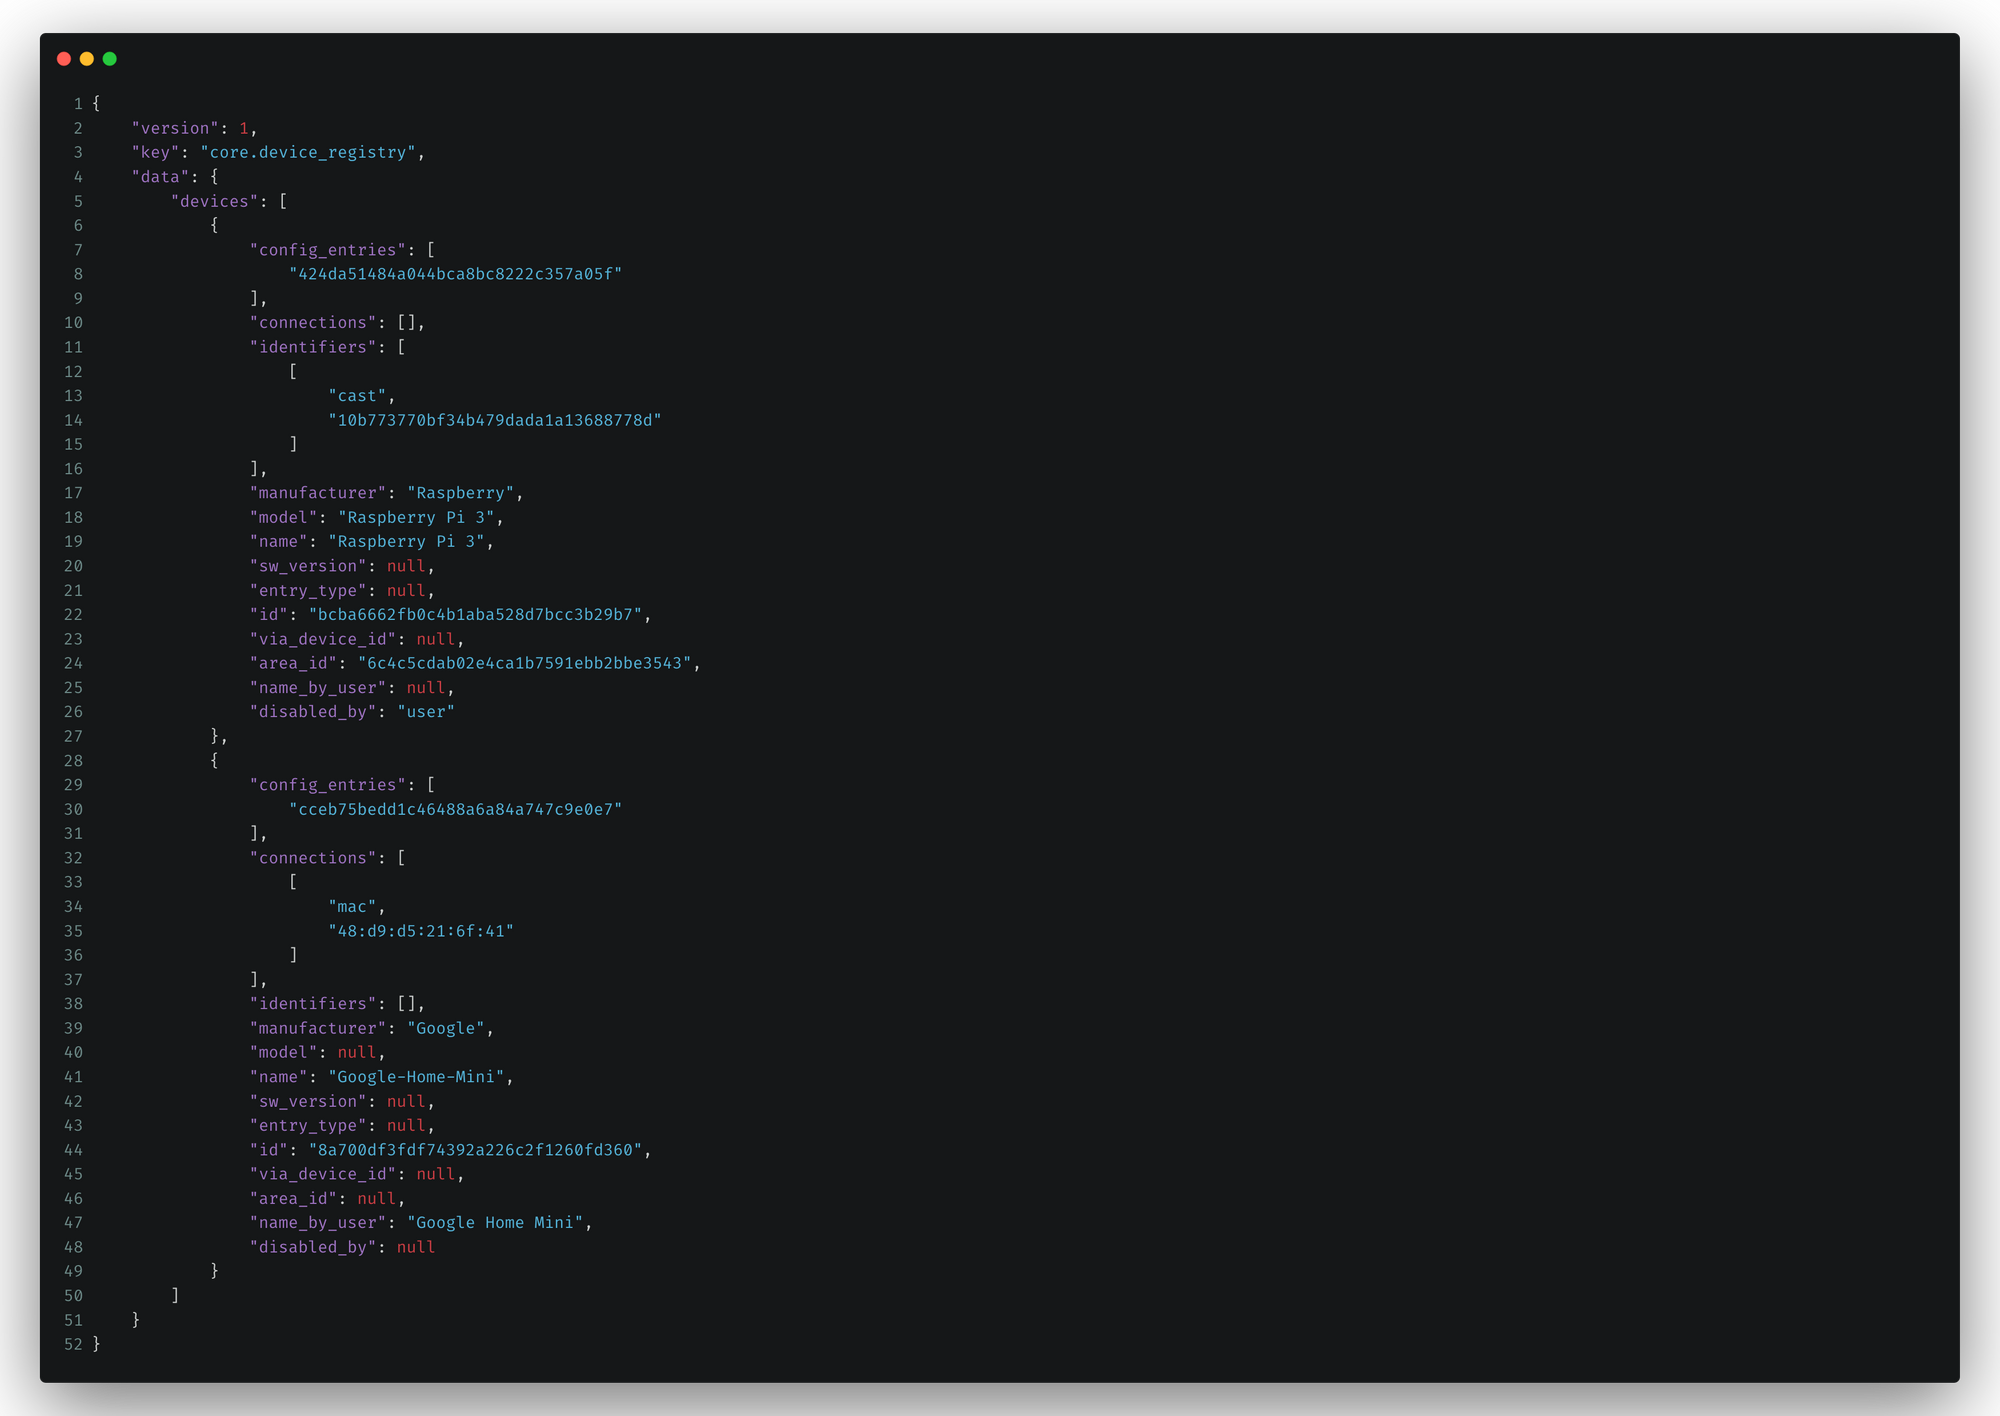 1 {
2     "version": 1,
3     "key": "core.device_registry",
4     "data": {
5         "devices": [
6             {
7                 "config_entries": [
8                     "424da51484a044bca8bc8222c357a05f"
9                 ],
10                 "connections": [],
11                 "identifiers": [
12                     [
13                         "cast",
14                         "10b773770bf34b479dada1a13688778d"
15                     ]
16                 ],
17                 "manufacturer": "Raspberry",
18                 "model": "Raspberry Pi 3",
19                 "name": "Raspberry Pi 3",
20                 "sw_version": null,
21                 "entry_type": null,
22                 "id": "bcba6662fb0c4b1aba528d7bcc3b29b7",
23                 "via_device_id": null,
24                 "area_id": "6c4c5cdab02e4ca1b7591ebb2bbe3543",
25                 "name_by_user": null,
26                 "disabled_by": "user"
27             },
28             {
29                 "config_entries": [
30                     "cceb75bedd1c46488a6a84a747c9e0e7"
31                 ],
32                 "connections": [
33                     [
34                         "mac",
35                         "48:d9:d5:21:6f:41"
36                     ]
37                 ],
38                 "identifiers": [],
39                 "manufacturer": "Google",
40                 "model": null,
41                 "name": "Google-Home-Mini",
42                 "sw_version": null,
43                 "entry_type": null,
44                 "id": "8a700df3fdf74392a226c2f1260fd360",
45                 "via_device_id": null,
46                 "area_id": null,
47                 "name_by_user": "Google Home Mini",
48                 "disabled_by": null
49             }
50         ]
51     }
52 }